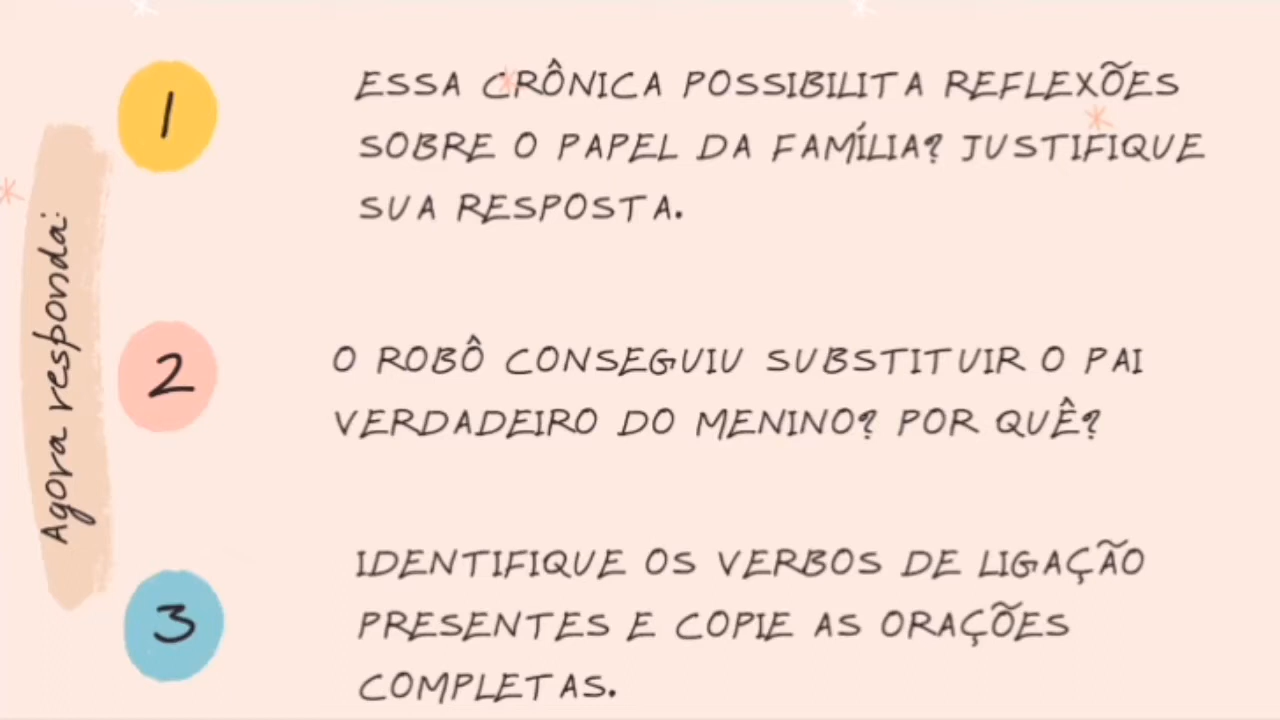 Agora responda:
1
ESSA CRÔNICA POSSIBILITA REFLEXÕES
SOBRE O PAPEL DA FAMÍLIA? JUSTIFIQUE
SUA RESPOSTA.
2
O ROBÔ CONSEGUIU SUBSTITUIR O PAI
VERDADEIRO DO MENINO? POR QUÊ?
3
IDENTIFIQUE OS VERBOS DE LIGAÇÃO
PRESENTES E COPIE AS ORAÇÕES
COMPLETAS.